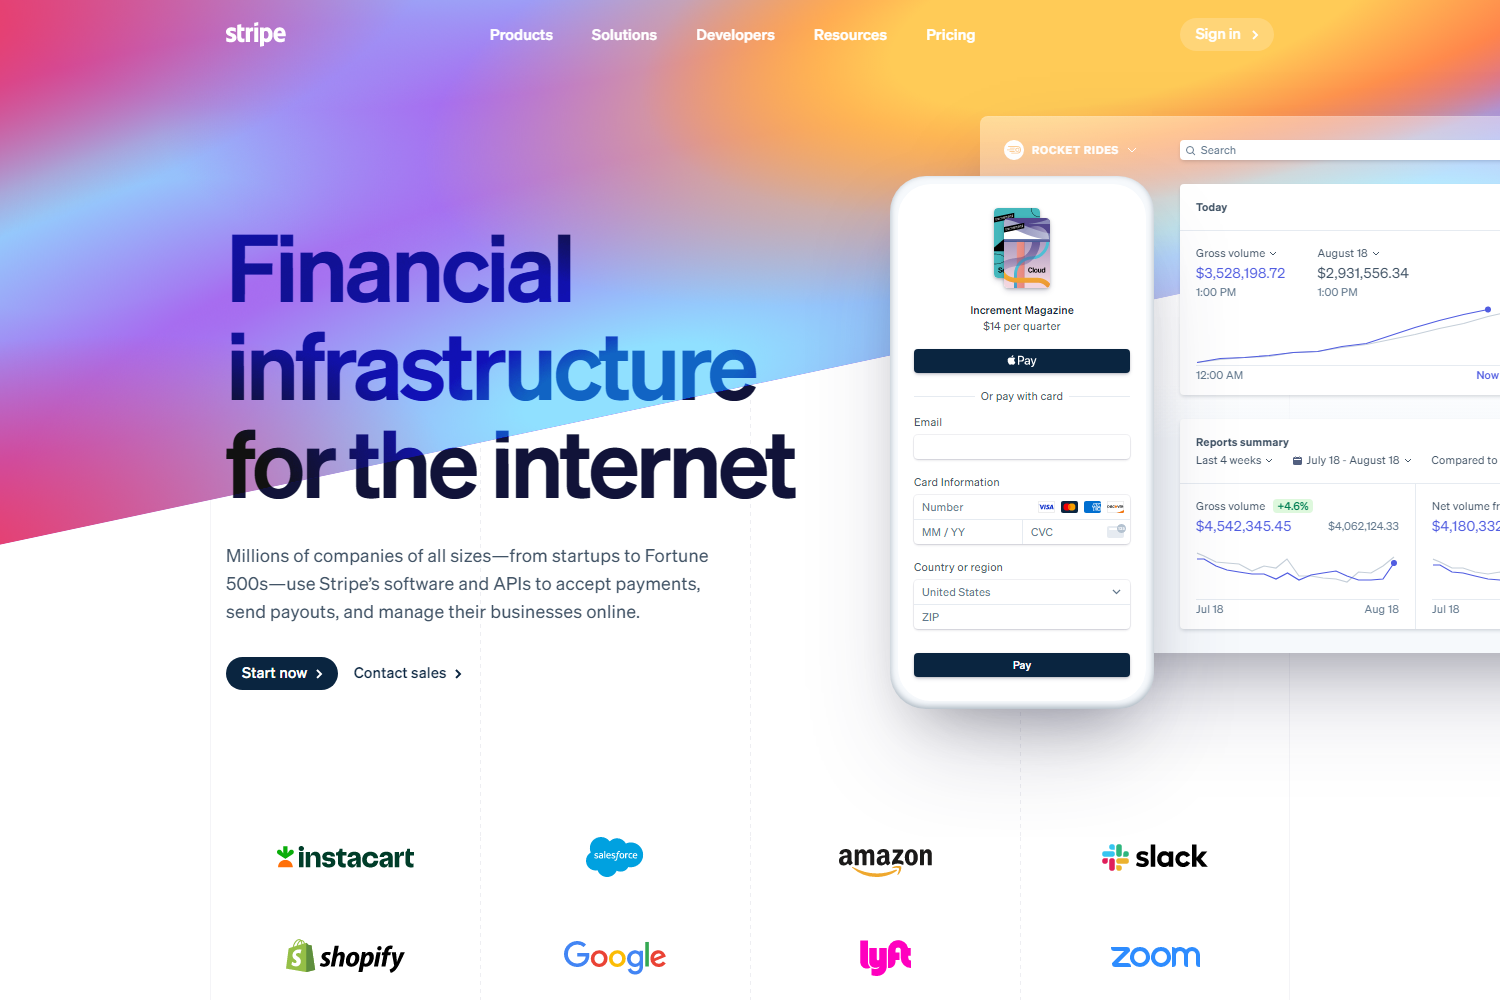 stripe
Products Solutions Developers Resources Pricing
Sign in
ROCKET RIDES
Search
Financial
infrastructure
for the internet
Millions of companies of all sizes—from startups to Fortune
500s—use Stripe’s software and APIs to accept payments,
send payouts, and manage their businesses online.
Start now
Contact sales
Cloud
Increment Magazine
$14 per quarter
Pay
Or pay with card
Email
Card Information
Number
VISA
MM / YY CVC
Country or region
United States
ZIP
Pay
Today
Gross volume August 18
$3,528,198.72 $2,931,556.34
1:00 PM 1:00 PM
12:00 AM Now
Reports summary
Last 4 weeks July 18 - August 18 Compared to
Gross volume +4.6%
$4,542,345.45 $4,062,124.33
Jul 18 Aug 18
Net volume
$4,180,332
Jul 18
instacart
salesforce
amazon
slack
shopify
Google
lyft
zoom